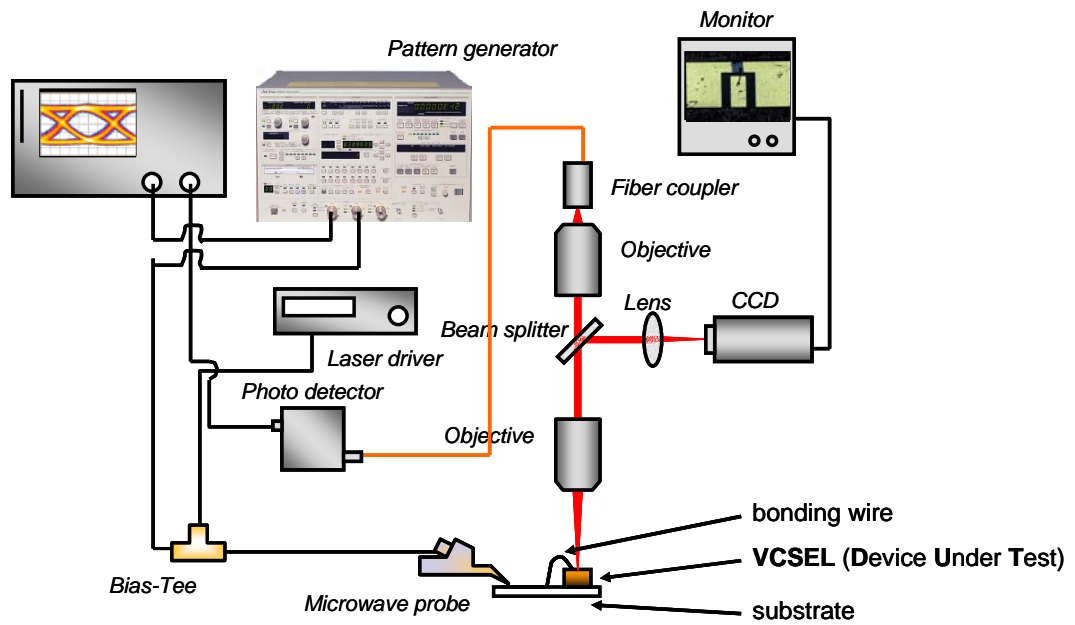 Monitor
Pattern generator
Fiber coupler
Objective
Lens
CCD
Beam splitter
Laser driver
Photo detector
Objective
bonding wire
VCSEL (Device Under Test)
Bias-Tee
Microwave probe
substrate